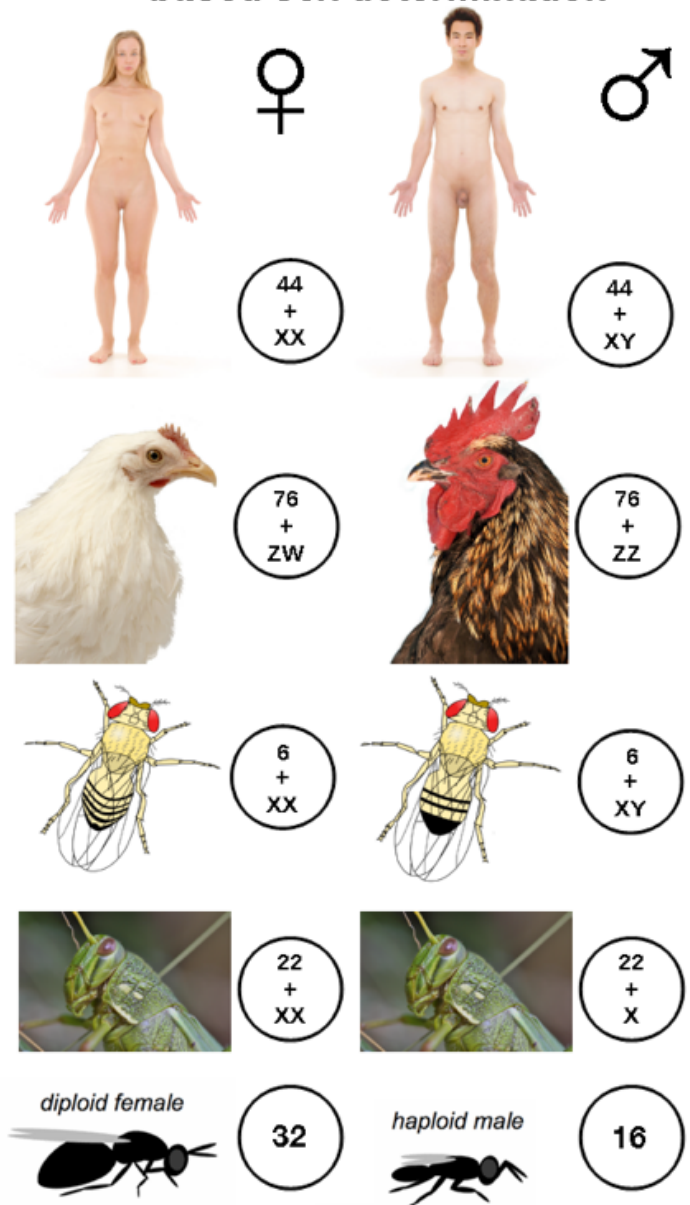 ♀
♂
44
+
XX
44
+
XY
76
+
ZW
76
+
ZZ
6
+
XX
6
+
XY
22
+
XX
22
+
X
diploid female
32
haploid male
16